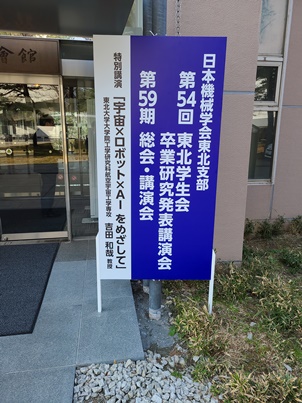 會館
日本機械学会東北支部
第54回 東北学生会
卒業研究発表講演会
第59期 総会・講演会
特別講演
「宇宙×ロボット×AI をめざして」
東北大学大学院工学研究科航空宇宙工学専攻 吉田 和哉 教授